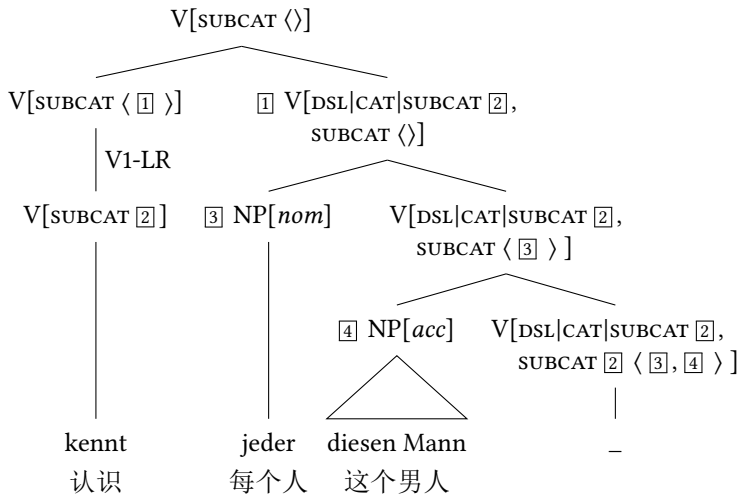 V[SUBCAT ⟨⟩]
V[SUBCAT ⟨ 1 ⟩] 1 V[DSL|CAT|SUBCAT 2,
SUBCAT ⟨⟩]
V1-LR
V[SUBCAT 2] 3 NP[nom] V[DSL|CAT|SUBCAT 2,
SUBCAT ⟨ 3 ⟩]
4 NP[acc] V[DSL|CAT|SUBCAT 2,
SUBCAT 2 ⟨ 3, 4 ⟩]
kennt jeder diesen Mann _
认识 每个人 这个男人